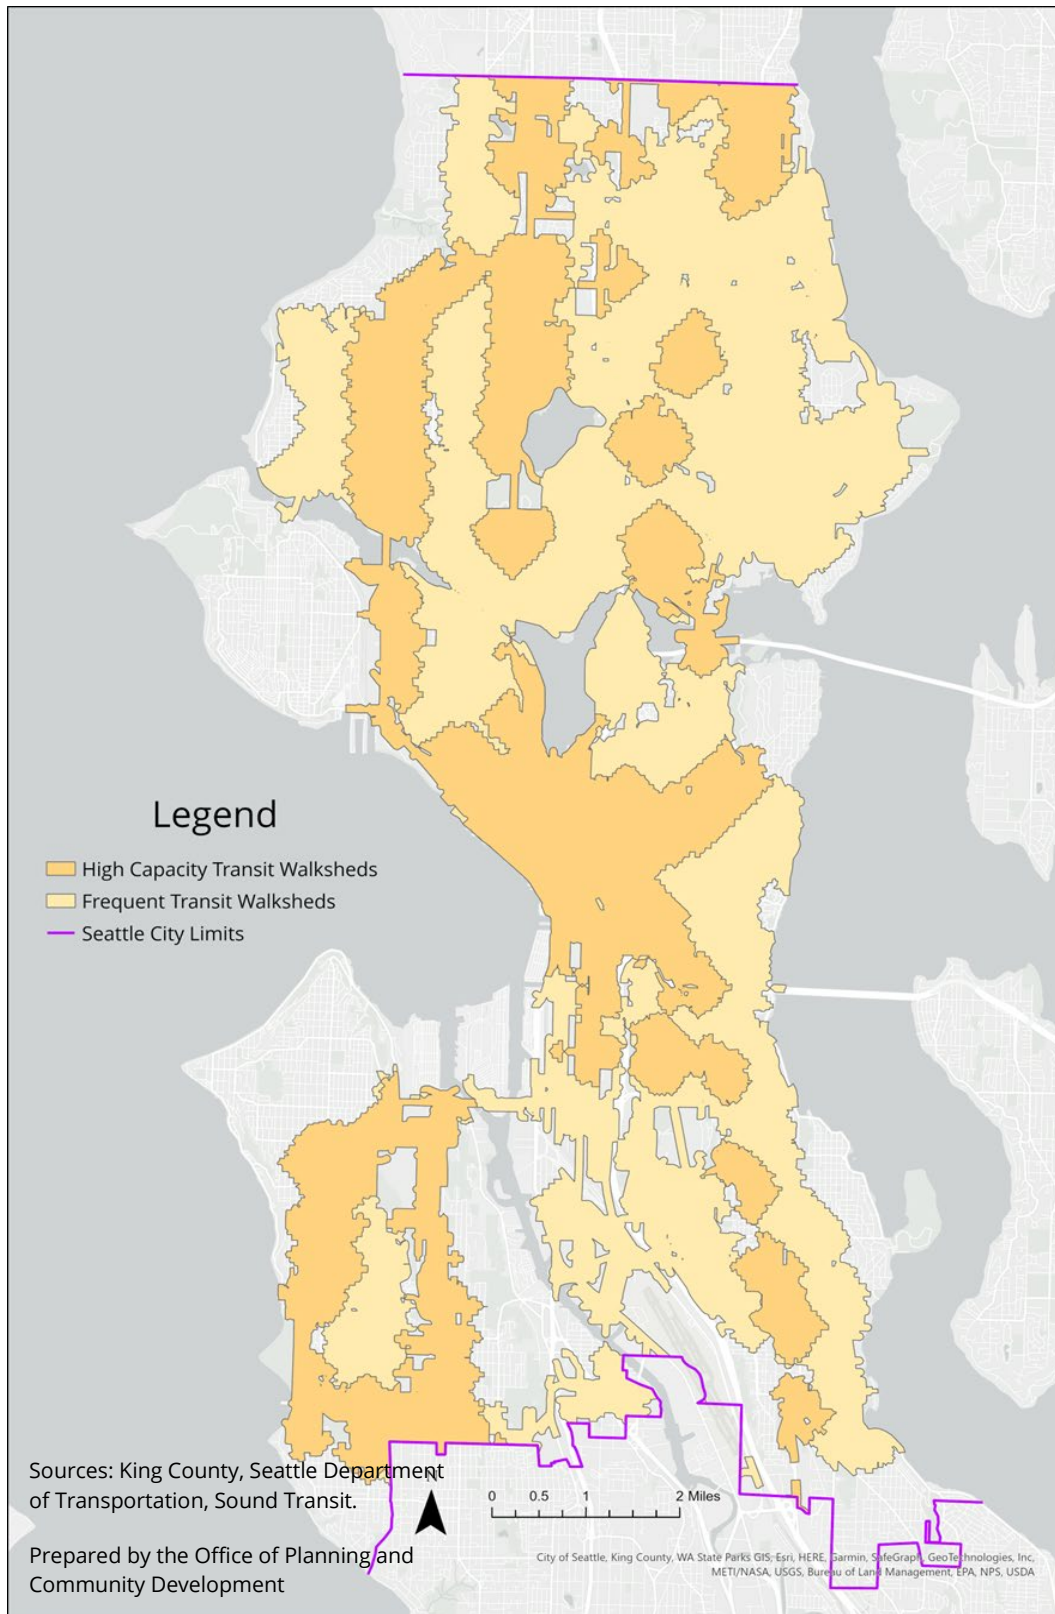 Legend
High Capacity Transit Walksheds
Frequent Transit Walksheds
Seattle City Limits
Sources: King County, Seattle Department
of Transportation, Sound Transit.
Prepared by the Office of Planning and
Community Development
N
0 0.5 1 2 Miles
City of Seattle, King County, WA State Parks GIS, Esri, HERE, Garmin, SafeGraph, GeoTechnologies, Inc,
METI/NASA, USGS, Bureau of Land Management, EPA, NPS, USDA